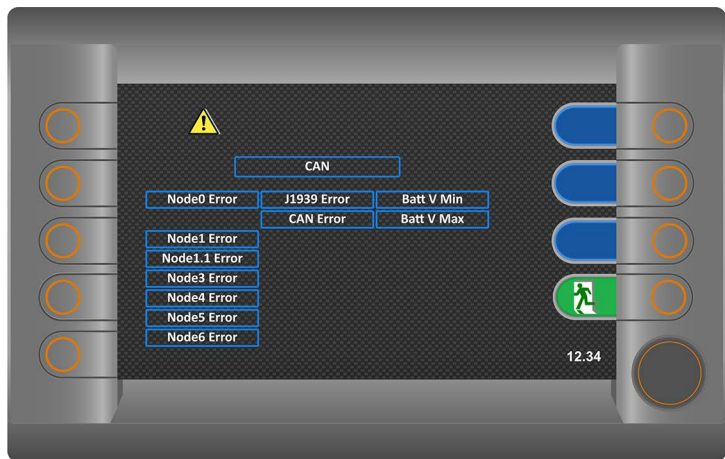 CAN
Node0 Error J1939 Error Batt V Min
CAN Error Batt V Max
Node1 Error
Node1.1 Error
Node3 Error
Node4 Error
Node5 Error
Node6 Error
12.34